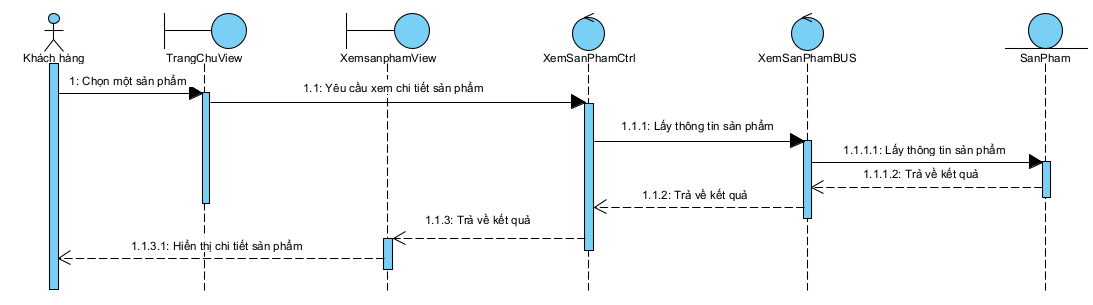 Khách hàng
TrangChuView
XemsanphamView
XemSanPhamCtrl
XemSanPhamBUS
SanPham
1: Chọn một sản phẩm
1.1: Yêu cầu xem chi tiết sản phẩm
1.1.1: Lấy thông tin sản phẩm
1.1.1.1: Lấy thông tin sản phẩm
1.1.1.2: Trả về kết quả
1.1.2: Trả về kết quả
1.1.3: Trả về kết quả
1.1.3.1: Hiển thị chi tiết sản phẩm